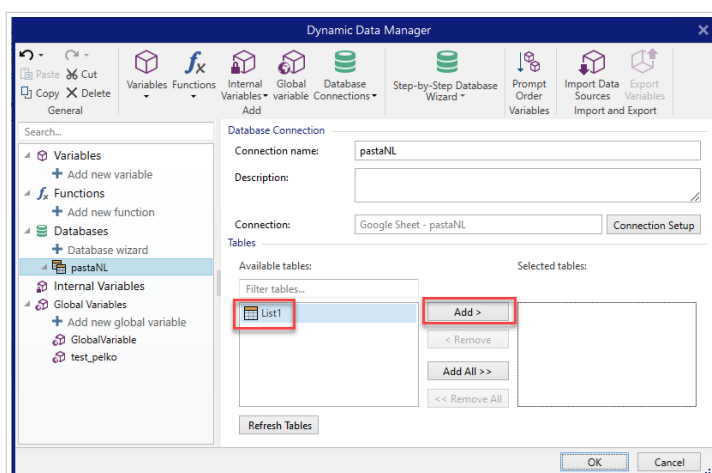 Dynamic Data Manager
Paste Cut
Copy Delete
General
Variables Functions
Internal Variables Global variable Database Connections
Add
Step-by-Step Database Wizard
Prompt Order
Variables
Import Data Sources Export Variables
Import and Export
Search...
Variables
Add new variable
Functions
Add new function
Databases
Database wizard
pastaNL
Internal Variables
Global Variables
Add new global variable
GlobalVariable
test_pelko
Database Connection
Connection name: pastaNL
Description:
Connection: Google Sheet - pastaNL Connection Setup
Tables
Available tables: Selected tables:
Filter tables...
List1
Add >
< Remove
Add All >>
<< Remove All
Refresh Tables
OK Cancel